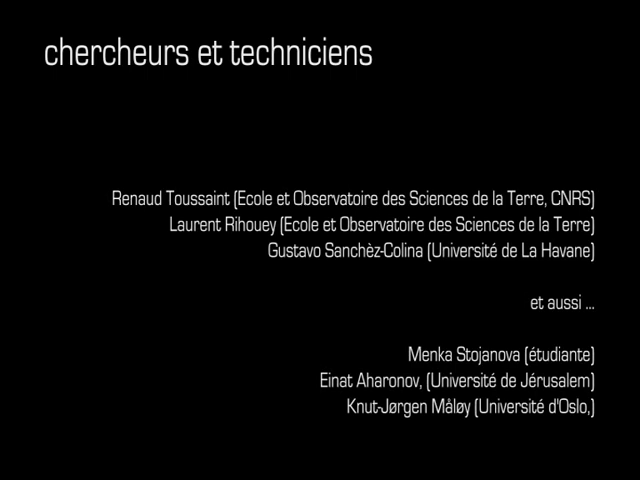 chercheurs et techniciens
Renaud Toussaint (Ecole et Observatoire des Sciences de la Terre, CNRS)
Laurent Rihouey (Ecole et Observatoire des Sciences de la Terre)
Gustavo Sanchèz-Colina (Université de La Havane)
et aussi ...
Menka Stojanova (étudiante)
Einat Aharonov, (Université de Jérusalem)
Knut-Jørgen Måløy (Université d'Oslo,)